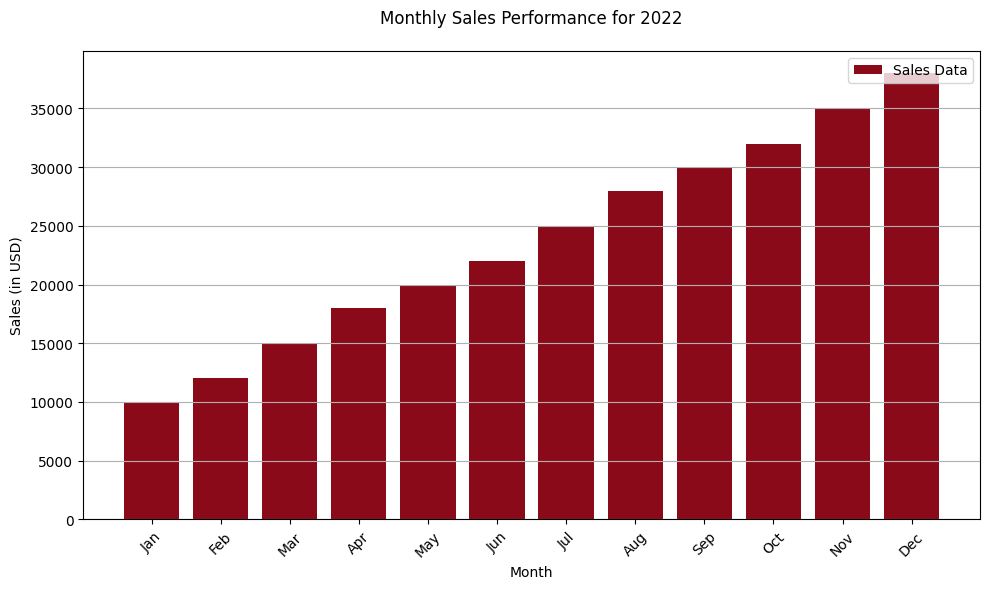 Monthly Sales Performance for 2022
Sales Data
Sales (in USD)
35000
30000
25000
20000
15000
10000
5000
0
Jan Feb Mar Apr May Jun Jul Aug Sep Oct Nov Dec
Month